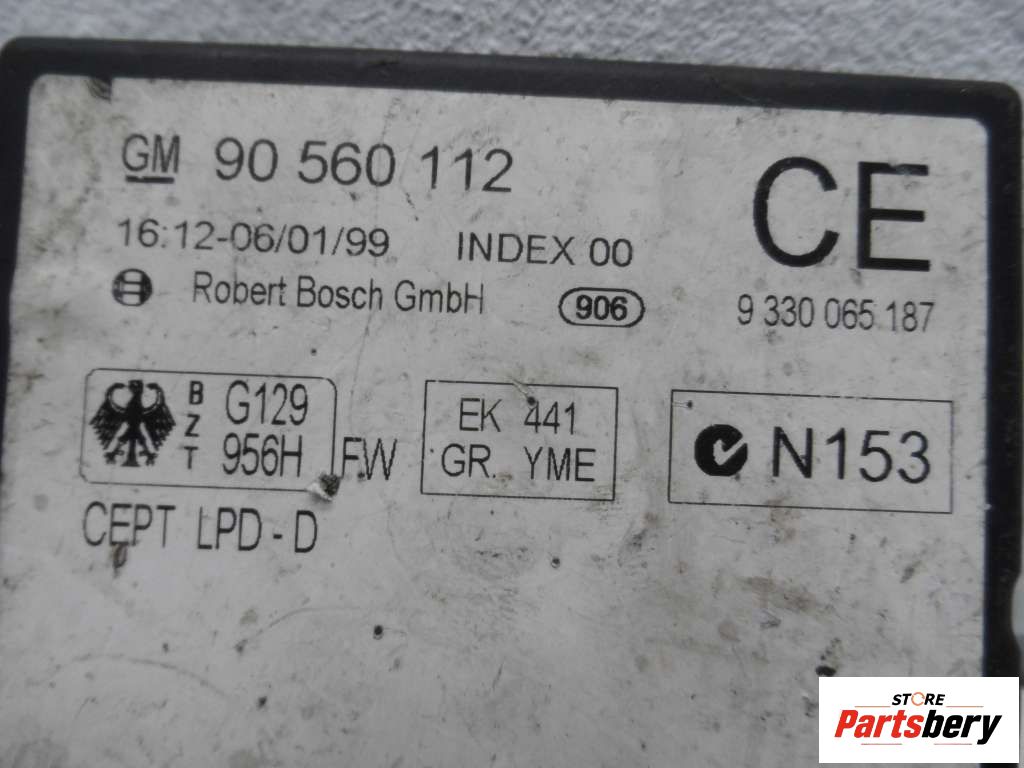 GM 90 560 112
CE
16:12-06/01/99 INDEX 00
Robert Bosch GmbH 906 9 330 065 187
BZT G129
956H FW
EK 441
GR. YME
N153
CEPT LPD - D
STORE
Partsbery